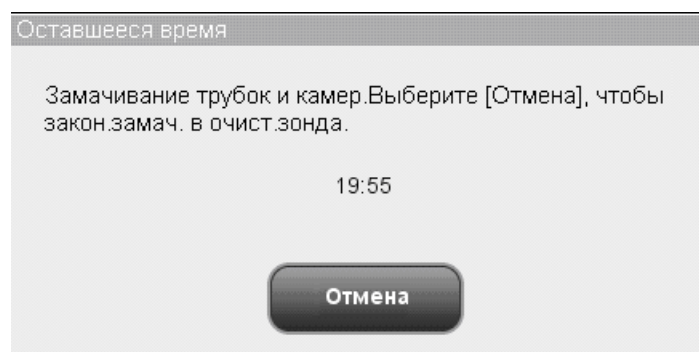 Оставшееся время
Замачивание трубок и камер.Выберите [Отмена], чтобы
закон.замач. в очист.зонда.
19:55
Отмена